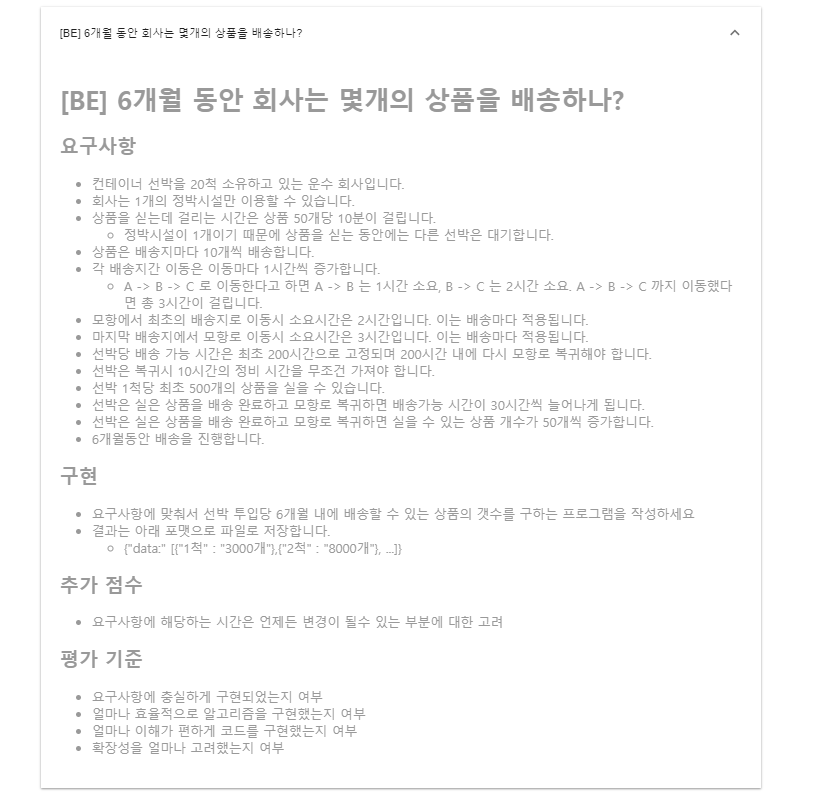 [BE] 6개월 동안 회사는 몇개의 상품을 배송하나?
[BE] 6개월 동안 회사는 몇개의 상품을 배송하나?
요구사항
컨테이너 선박을 20척 소유하고 있는 운수 회사입니다.
회사는 1개의 정박시설만 이용할 수 있습니다.
상품을 싣는데 걸리는 시간은 상품 50개당 10분이 걸립니다.
정박시설이 1개이기 때문에 상품을 싣는 동안에는 다른 선박은 대기합니다.
상품은 배송지마다 10개씩 배송합니다.
각 배송지간 이동은 이동마다 1시간씩 증가합니다.
A -> B -> C 로 이동한다고 하면 A -> B 는 1시간 소요, B -> C 는 2시간 소요. A -> B -> C 까지 이동했다
면 총 3시간이 걸립니다.
모항에서 최초의 배송지로 이동시 소요시간은 2시간입니다. 이는 배송마다 적용됩니다.
마지막 배송지에서 모항로 이동시 소요시간은 3시간입니다. 이는 배송마다 적용됩니다.
선박당 배송 가능 시간은 최초 200시간으로 고정되며 200시간 내에 다시 모항로 복귀해야 합니다.
선박은 복귀시 10시간의 정비 시간을 무조건 가져야 합니다.
선박 1척당 최초 500개의 상품을 실을 수 있습니다.
선박은 실은 상품을 배송 완료하고 모항로 복귀하면 배송가능 시간이 30시간씩 늘어나게 됩니다.
선박은 실은 상품을 배송 완료하고 모항로 복귀하면 실을 수 있는 상품 개수가 50개씩 증가합니다.
6개월동안 배송을 진행합니다.
구현
요구사항에 맞춰서 선박 투입당 6개월 내에 배송할 수 있는 상품의 갯수를 구하는 프로그램을 작성하세요
결과는 아래 포맷으로 파일로 저장합니다.
{"data:" [{"1척" : "3000개"},{"2척" : "8000개"}, ...]}
추가 점수
요구사항에 해당하는 시간은 언제든 변경이 될수 있는 부분에 대한 고려
평가 기준
요구사항에 충실하게 구현되었는지 여부
얼마나 효율적으로 알고리즘을 구현했는지 여부
얼마나 이해가 편하게 코드를 구현했는지 여부
확장성을 얼마나 고려했는지 여부